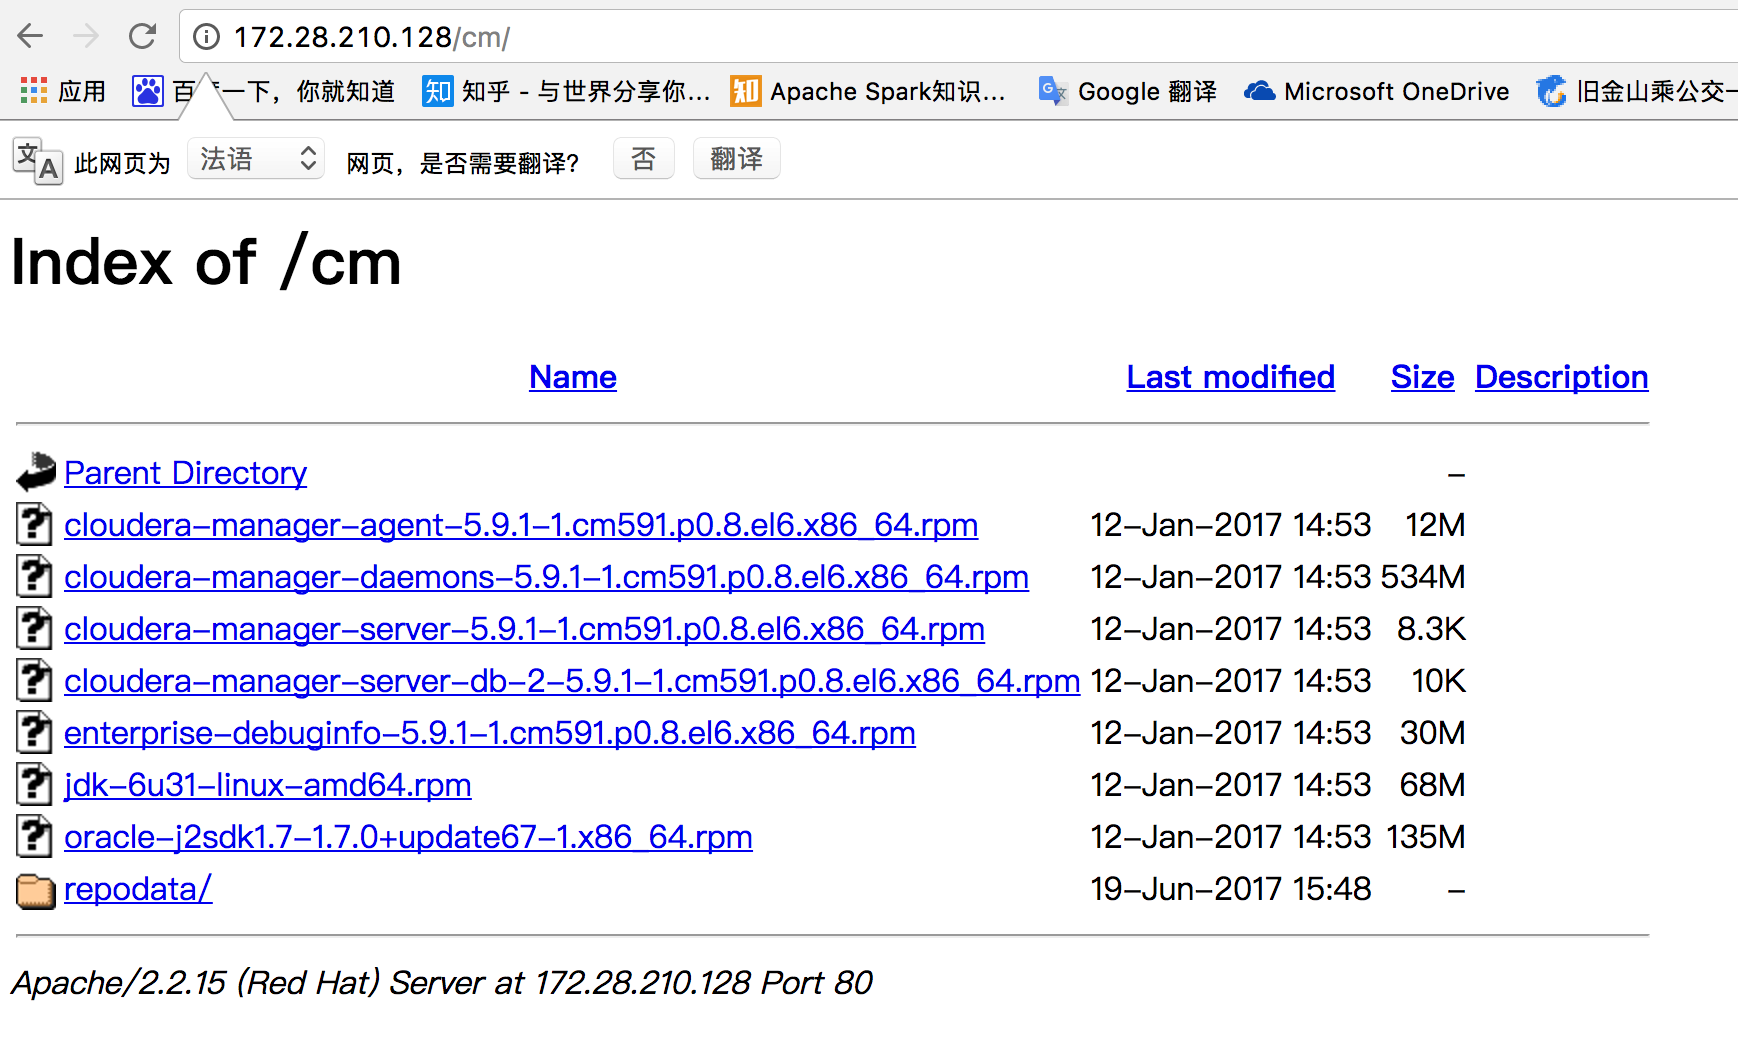 172.28.210.128/cm/
应用 百度一下，你就知道 知乎 - 与世界分享你... Apache Spark知识... Google 翻译 Microsoft OneDrive 旧金山乘公交
此网页为 法语 网页，是否需要翻译? 否 翻译
Index of /cm
Name Last modified Size Description
Parent Directory –
cloudera-manager-agent-5.9.1-1.cm591.p0.8.el6.x86_64.rpm 12-Jan-2017 14:53 12M
cloudera-manager-daemons-5.9.1-1.cm591.p0.8.el6.x86_64.rpm 12-Jan-2017 14:53 534M
cloudera-manager-server-5.9.1-1.cm591.p0.8.el6.x86_64.rpm 12-Jan-2017 14:53 8.3K
cloudera-manager-server-db-2-5.9.1-1.cm591.p0.8.el6.x86_64.rpm 12-Jan-2017 14:53 10K
enterprise-debuginfo-5.9.1-1.cm591.p0.8.el6.x86_64.rpm 12-Jan-2017 14:53 30M
jdk-6u31-linux-amd64.rpm 12-Jan-2017 14:53 68M
oracle-j2sdk1.7-1.7.0+update67-1.x86_64.rpm 12-Jan-2017 14:53 135M
repodata/ 19-Jun-2017 15:48 –
Apache/2.2.15 (Red Hat) Server at 172.28.210.128 Port 80